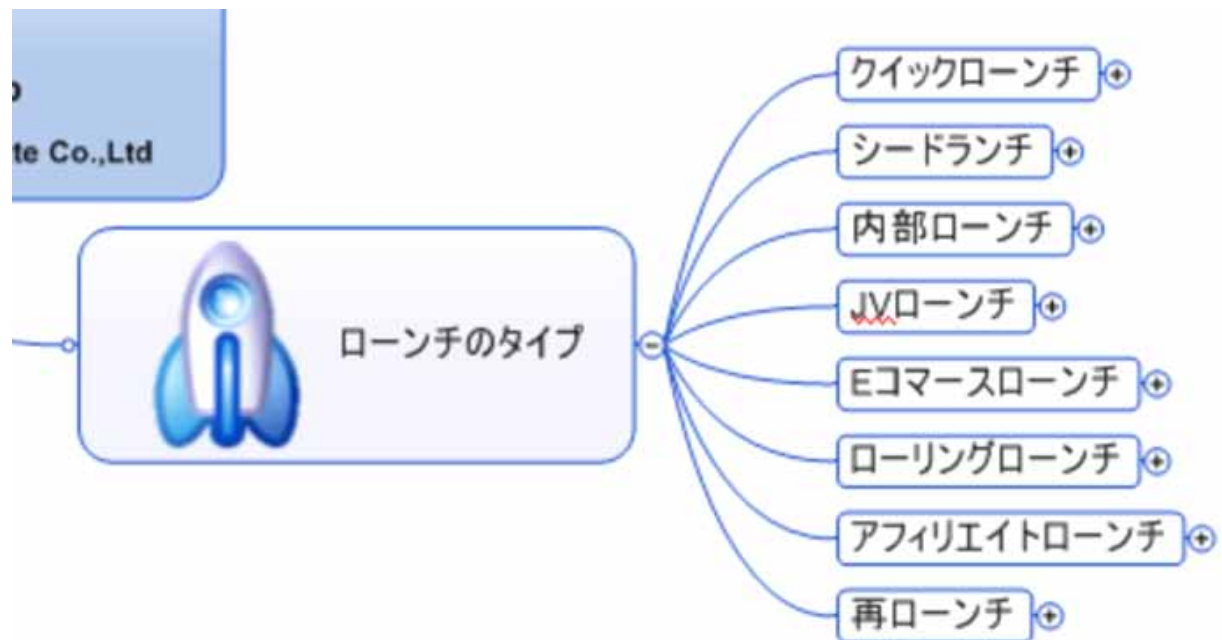 te Co.,Ltd
ローンチのタイプ
クイックローンチ
シードランチ
内部ローンチ
JVローンチ
Eコマースローンチ
ローリングローンチ
アフィリエイトローンチ
再ローンチ